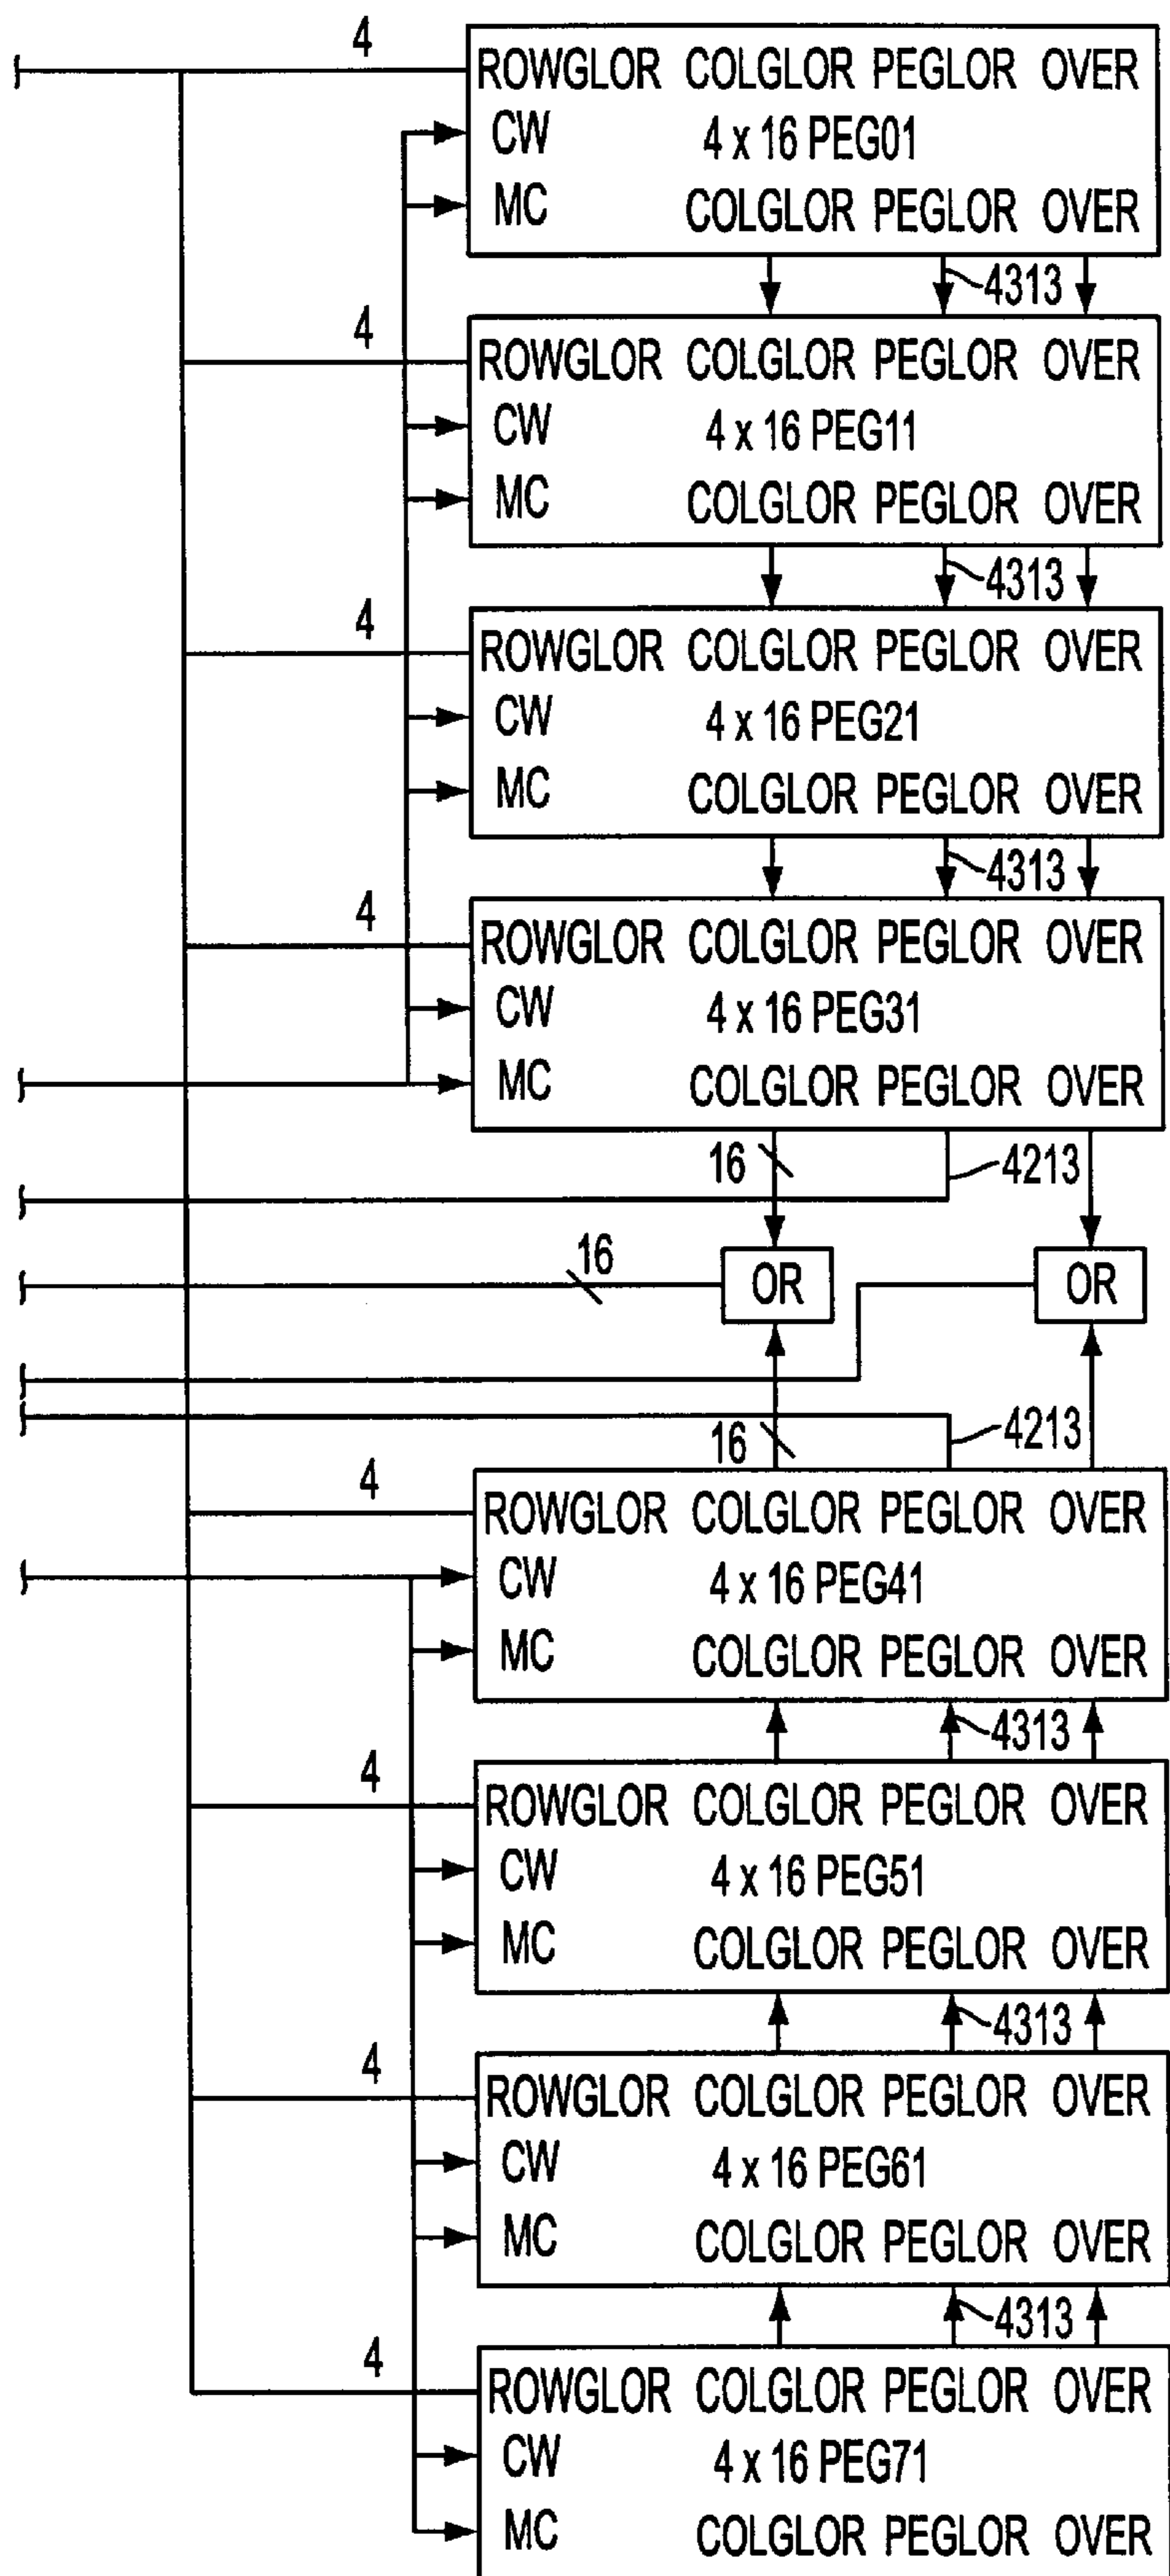 4
ROWGLOR COLGLOR PEGLOR OVER
CW 4 x 16 PEG01
MC COLGLOR PEGLOR OVER
4313
4
ROWGLOR COLGLOR PEGLOR OVER
CW 4 x 16 PEG11
MC COLGLOR PEGLOR OVER
4313
4
ROWGLOR COLGLOR PEGLOR OVER
CW 4 x 16 PEG21
MC COLGLOR PEGLOR OVER
4313
4
ROWGLOR COLGLOR PEGLOR OVER
CW 4 x 16 PEG31
MC COLGLOR PEGLOR OVER
16 4213
16 OR OR
16 4213
4
ROWGLOR COLGLOR PEGLOR OVER
CW 4 x 16 PEG41
MC COLGLOR PEGLOR OVER
4313
4
ROWGLOR COLGLOR PEGLOR OVER
CW 4 x 16 PEG51
MC COLGLOR PEGLOR OVER
4313
4
ROWGLOR COLGLOR PEGLOR OVER
CW 4 x 16 PEG61
MC COLGLOR PEGLOR OVER
4313
4
ROWGLOR COLGLOR PEGLOR OVER
CW 4 x 16 PEG71
MC COLGLOR PEGLOR OVER